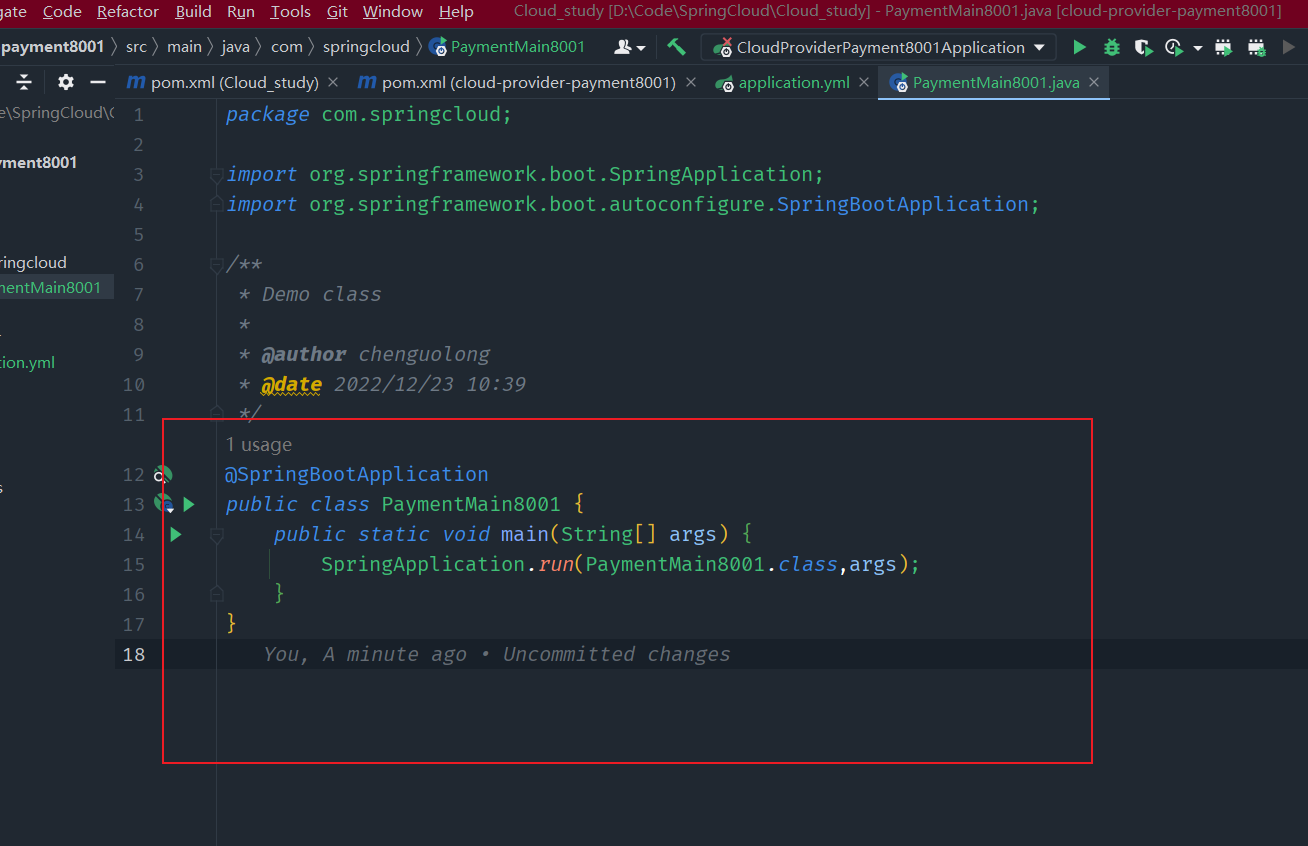 gate Code Refactor Build Run Tools Git Window Help Cloud_study [D:\Code\SpringCloud\Cloud_study] - PaymentMain8001.java [cloud-provider-payment8001]
payment8001 src main java com springcloud PaymentMain8001 CloudProviderPayment8001Application
pom.xml (Cloud_study) pom.xml (cloud-provider-payment8001) application.yml PaymentMain8001.java
e\SpringCloud\C
yment8001
ringcloud
mentMain8001
tion.yml
1 package com.springcloud;
2
3 import org.springframework.boot.SpringApplication;
4 import org.springframework.boot.autoconfigure.SpringBootApplication;
5
6 /**
7 * Demo class
8 *
9 * @author chenguolong
10 * @date 2022/12/23 10:39
11 */
1 usage
12 @SpringBootApplication
13 public class PaymentMain8001 {
14 public static void main(String[] args) {
15 SpringApplication.run(PaymentMain8001.class,args);
16 }
17 }
18 You, A minute ago • Uncommitted changes